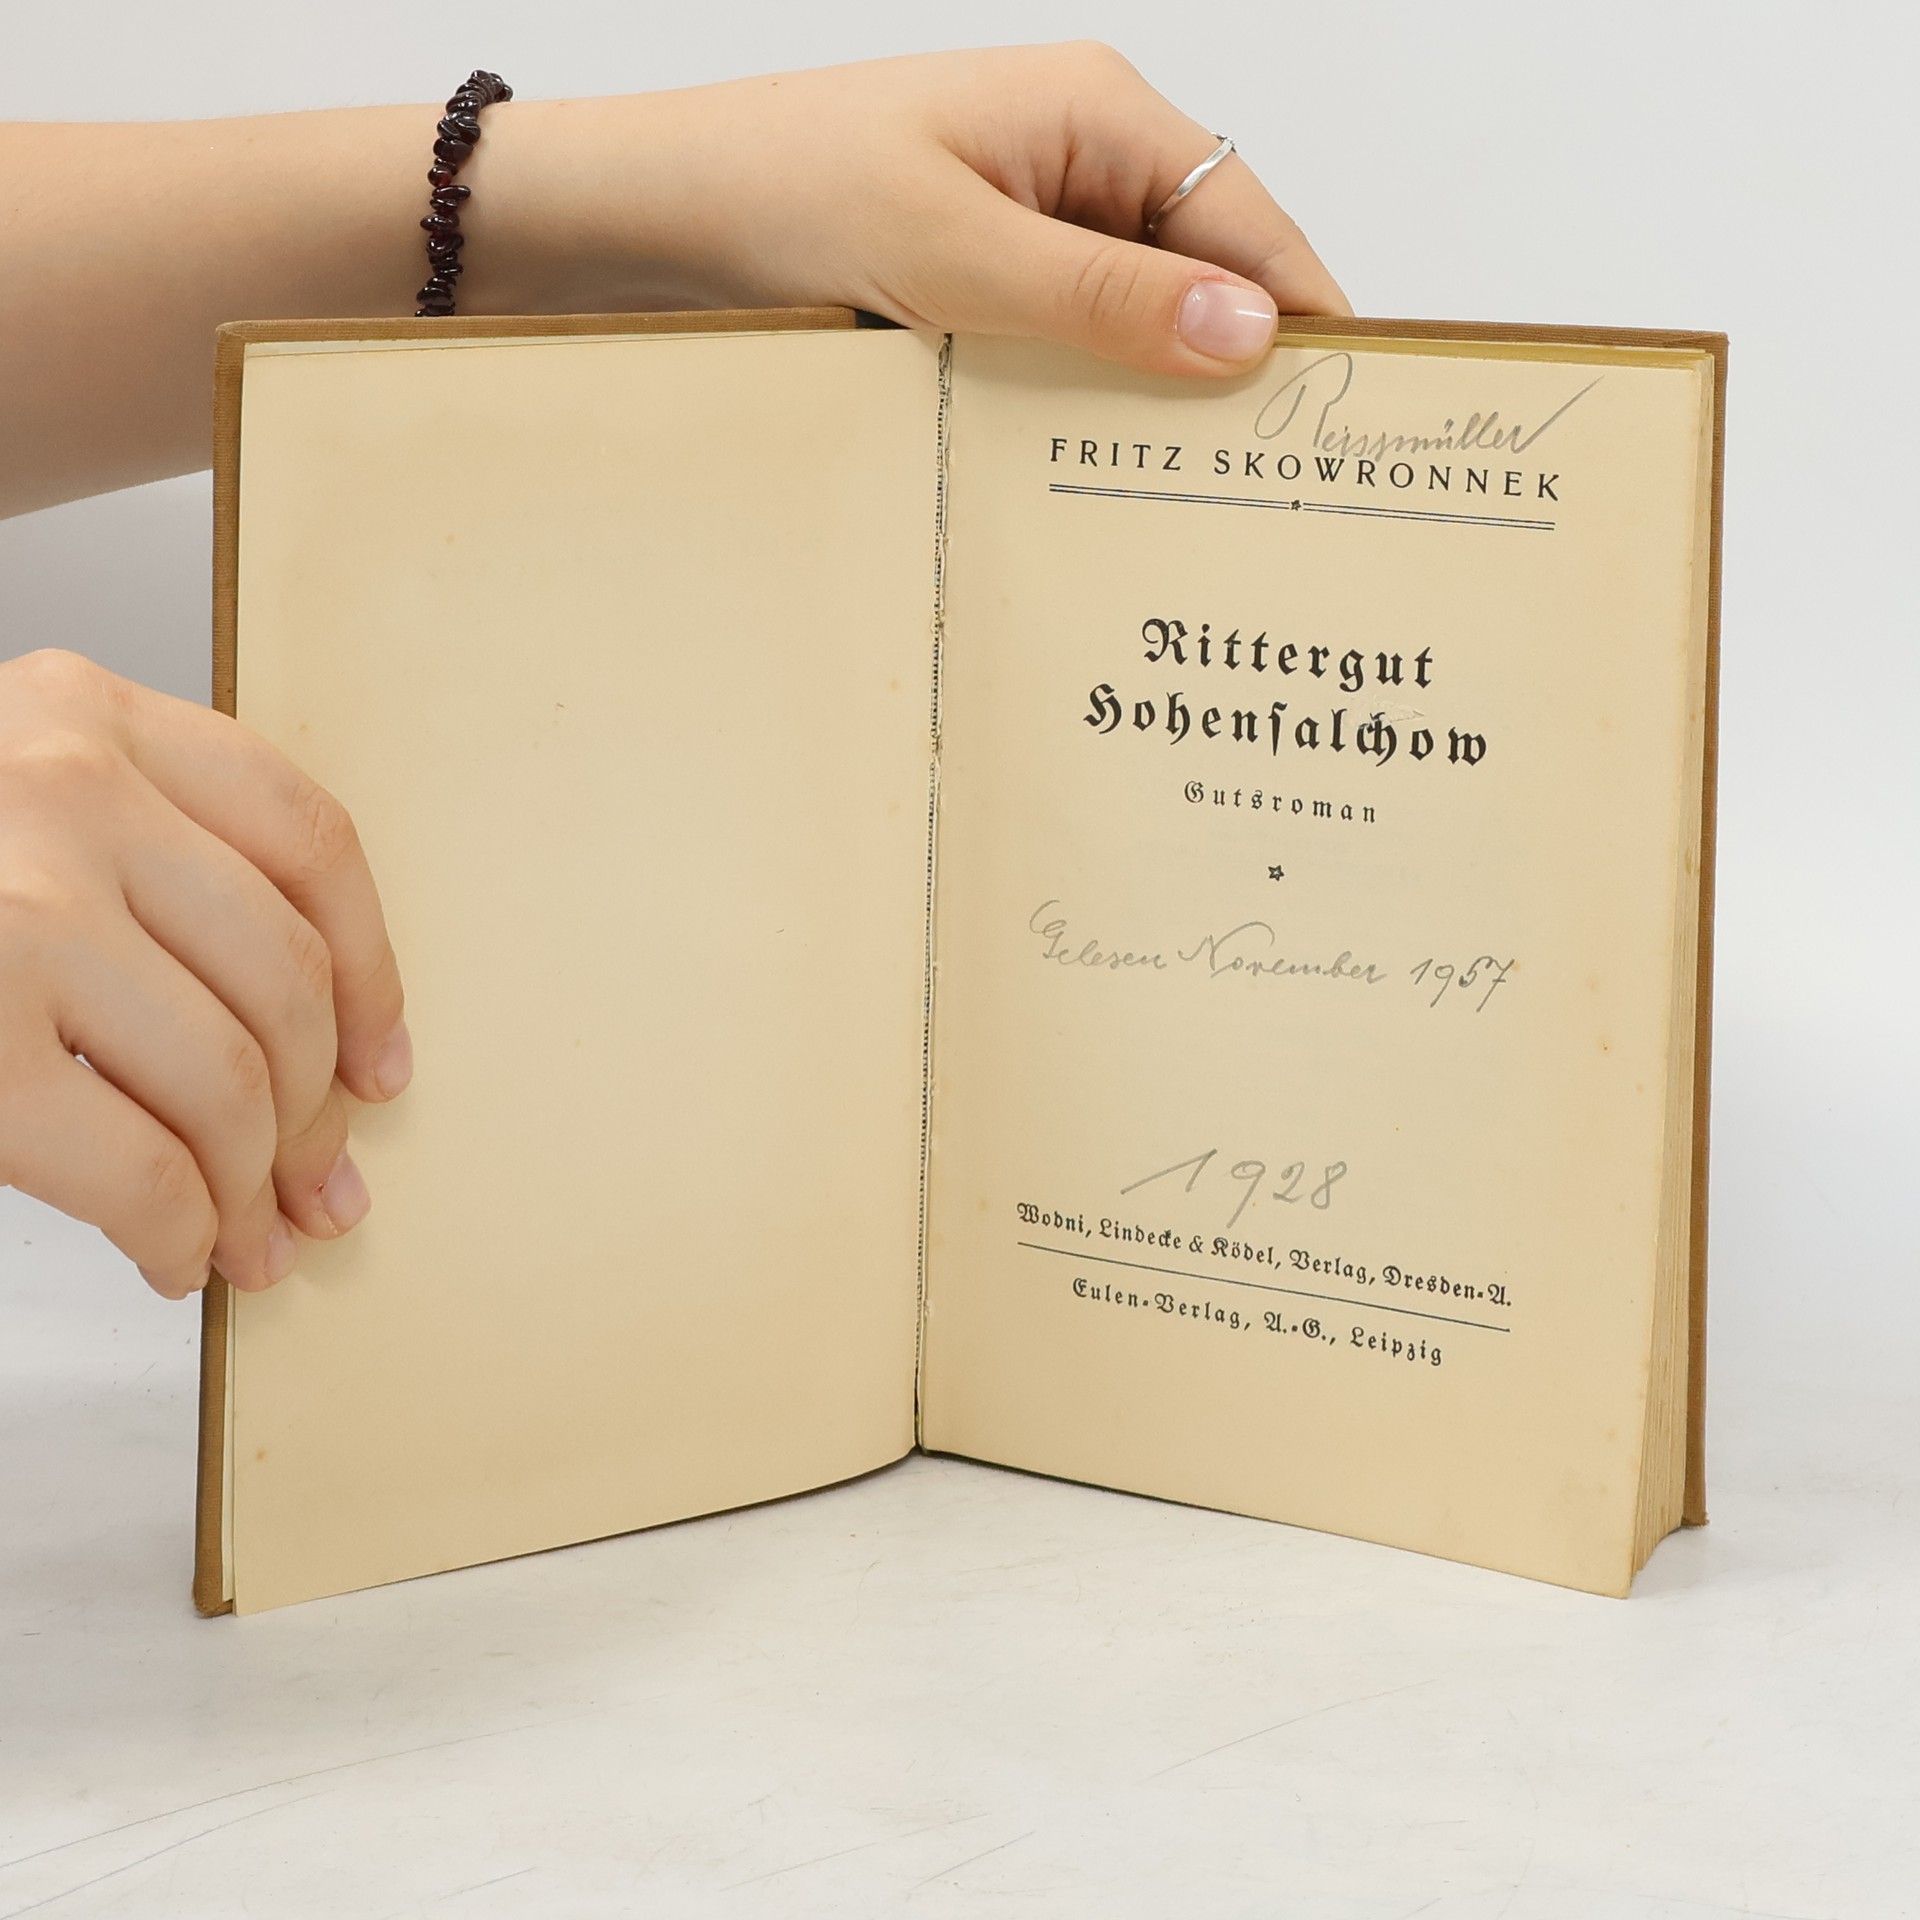 Reissmüller
FRITZ SKOWRONNEK
Rittergut
Hohenſalchow
Gutsroman
Gelesen November 1957
1928
Wodni, Lindecke & Ködel, Verlag, Dresden-A.
Eulen-Verlag, A.-G., Leipzig